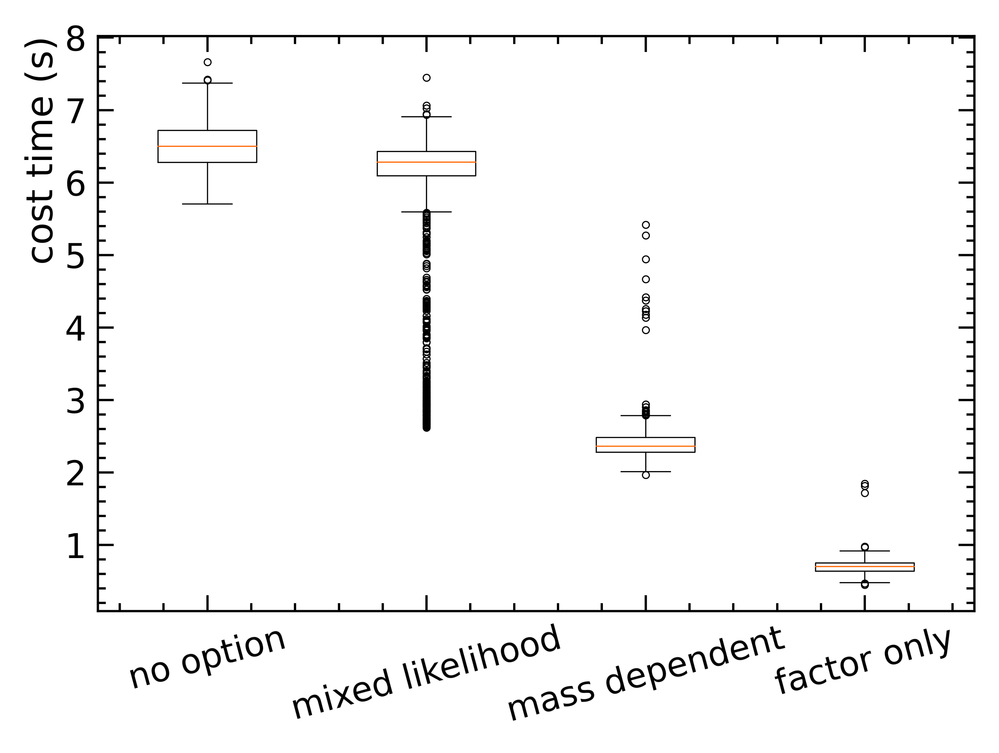 cost time (s)
8
7
6
5
4
3
2
1
no option
mixed likelihood
mass dependent
factor only